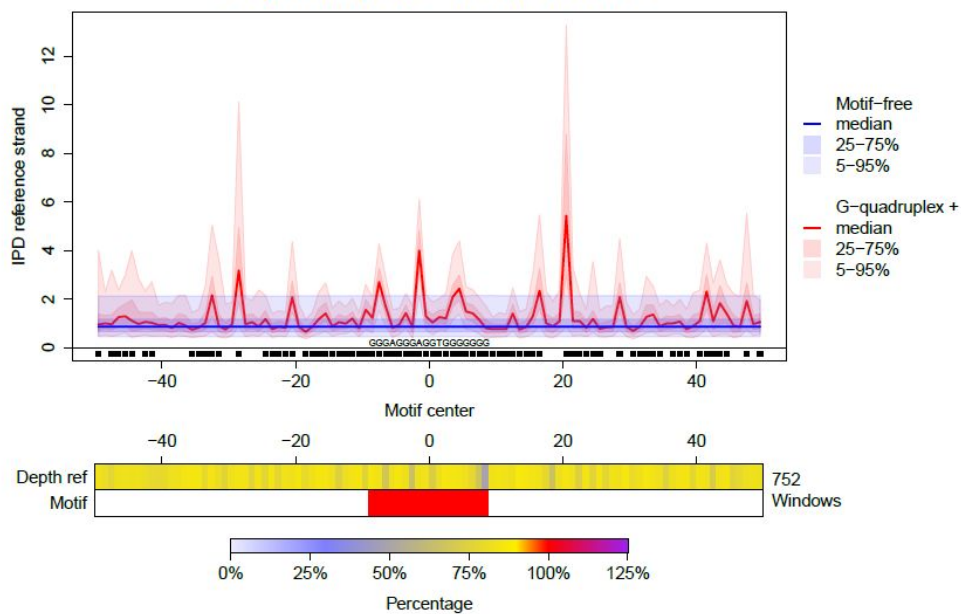 12
10
8
6
4
2
0
IPD reference strand
GGGAGGGAGGTGGGGGGG
−40 −20 0 20 40
Motif center
Motif−free
median
25−75%
5−95%
G−quadruplex +
median
25−75%
5−95%
−40 −20 0 20 40
Depth ref
Motif
752
Windows
0% 25% 50% 75% 100% 125%
Percentage